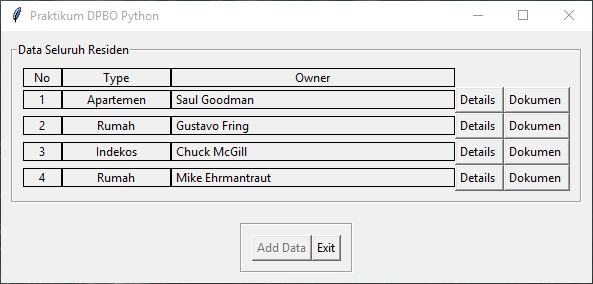 Praktikum DPBO Python
Data Seluruh Residen
No Type Owner
1 Apartemen Saul Goodman Details Dokumen
2 Rumah Gustavo Fring Details Dokumen
3 Indekos Chuck McGill Details Dokumen
4 Rumah Mike Ehrmantraut Details Dokumen
Add Data Exit